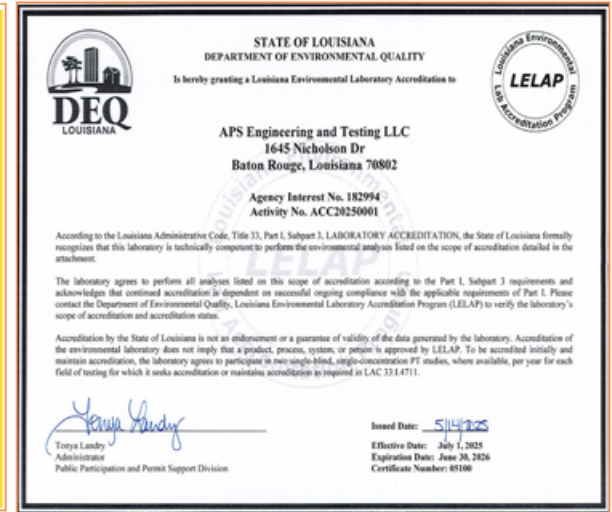 STATE OF LOUISIANA
DEPARTMENT OF ENVIRONMENTAL QUALITY
Is hereby granting a Louisiana Environmental Laboratory Accreditation to
DEQ
LOUISIANA
Louisiana Environmental
LELAP
Lab Accreditation Program
APS Engineering and Testing LLC
1645 Nicholson Dr
Baton Rouge, Louisiana 70802
Agency Interest No. 182994
Activity No. ACC20250001
According to the Louisiana Administrative Code, Title 33, Part I, Subpart 3, LABORATORY ACCREDITATION, the State of Louisiana formally
recognizes that this laboratory is technically competent to perform the environmental analyses listed on the scope of accreditation detailed in the
attachment.
The laboratory agrees to perform all analyses listed on this scope of accreditation according to the Part I, Subpart 3 requirements and
acknowledges that continued accreditation is dependent on successful ongoing compliance with the applicable requirements of Part I. Please
contact the Department of Environmental Quality, Louisiana Environmental Laboratory Accreditation Program (LELAP) to verify the laboratory's
scope of accreditation and accreditation status.
Accreditation by the State of Louisiana is not an endorsement or a guarantee of validity of the data generated by the laboratory. Accreditation of
the environmental laboratory does not imply that a product, process, system, or person is approved by LELAP. To be accredited initially and
maintain accreditation, the laboratory agrees to participate in two single-blind, single-concentration PT studies, where available, per year for each
field of testing for which it seeks accreditation or maintains accreditation as required in LAC 33:I.4711.
Tonya Landy
Tonya Landry
Administrator
Public Participation and Permit Support Division
Issued Date: 5/14/2025
Effective Date: July 1, 2025
Expiration Date: June 30, 2026
Certificate Number: 05100